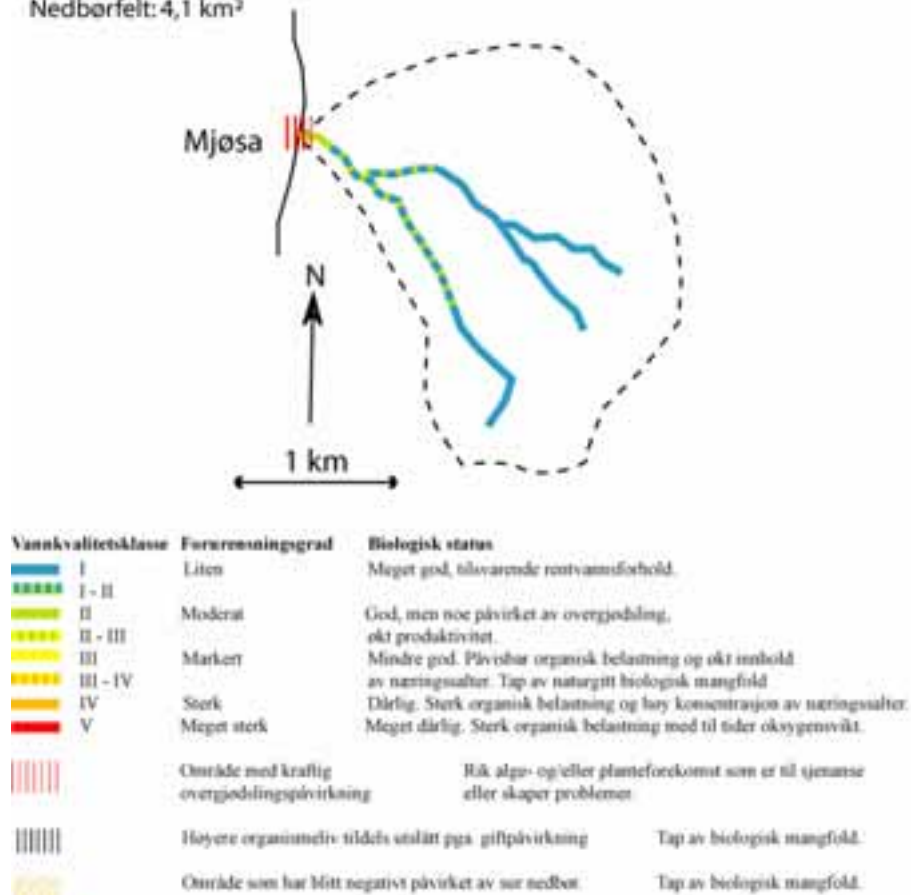 Nedbørfelt: 4,1 km²
Mjøsa
N
1 km
Vannkvalitetsklasse Forurensningsgrad Biologisk status
I Liten Meget god, tilsvarende rentvannsforhold.
I - II
II Moderat God, men noe påvirket av overgjødsling,
II - III økt produktivitet.
III Markert Mindre god. Påvisbar organisk belastning og økt innhold
III - IV av næringssalter. Tap av naturgitt biologisk mangfold
IV Sterk Dårlig. Sterk organisk belastning og høy konsentrasjon av næringssalter.
V Meget sterk Meget dårlig. Sterk organisk belastning med til tider oksygensvikt.
Område med kraftig Rik alge- og/eller planteforekomst som er til sjenanse
overgjødslingspåvirkning eller skaper problemer.
Høyere organismeliv tildels utslått pga. giftpåvirkning Tap av biologisk mangfold.
Område som har blitt negativt påvirket av sur nedbør. Tap av biologisk mangfold.